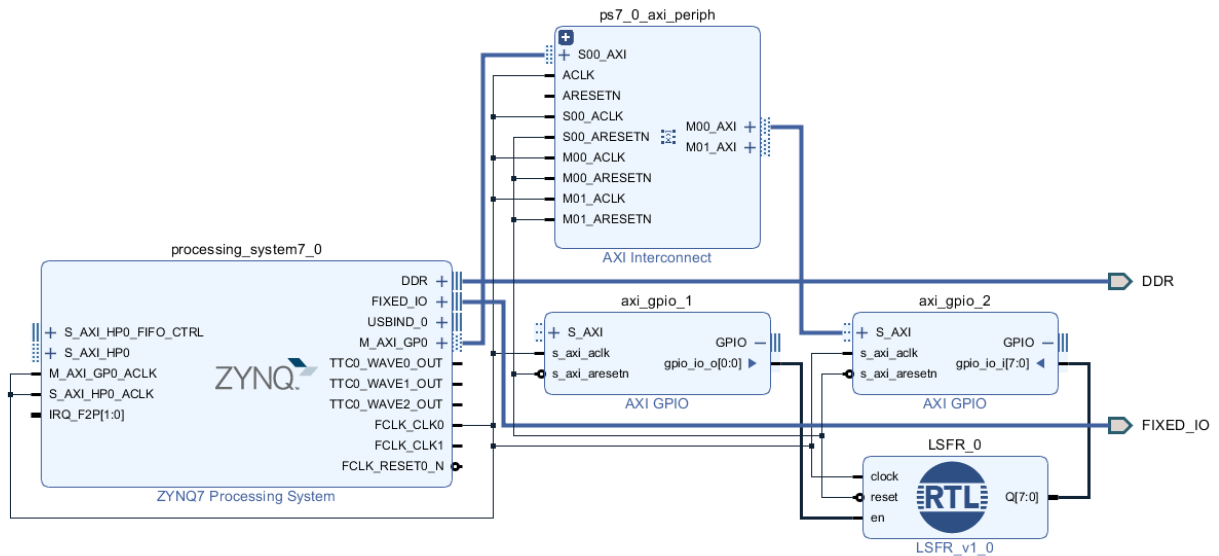 ps7_0_axi_periph
S00_AXI
ACLK
ARESETN
S00_ACLK
S00_ARESETN
M00_ACLK
M00_ARESETN
M01_ACLK
M01_ARESETN
M00_AXI
M01_AXI
AXI Interconnect
processing_system7_0
S_AXI_HP0_FIFO_CTRL
S_AXI_HP0
M_AXI_GP0_ACLK
S_AXI_HP0_ACLK
IRQ_F2P[1:0]
ZYNQ
DDR
FIXED_IO
USBIND_0
M_AXI_GP0
TTC0_WAVE0_OUT
TTC0_WAVE1_OUT
TTC0_WAVE2_OUT
FCLK_CLK0
FCLK_CLK1
FCLK_RESET0_N
ZYNQ7 Processing System
axi_gpio_1
S_AXI
s_axi_aclk
s_axi_aresetn
GPIO
gpio_io_o[0:0]
AXI GPIO
axi_gpio_2
S_AXI
s_axi_aclk
s_axi_aresetn
GPIO
gpio_io_i[7:0]
AXI GPIO
LSFR_0
clock
reset
en
RTL
Q[7:0]
LSFR_v1_0
DDR
FIXED_IO